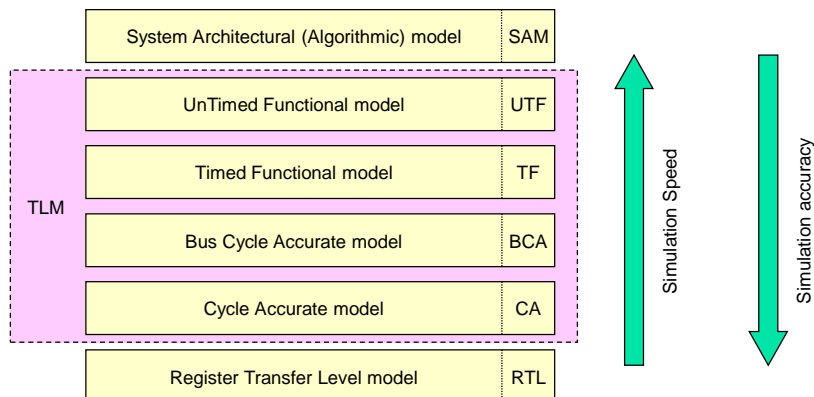 System Architectural (Algorithmic) model SAM
UnTimed Functional model UTF
Timed Functional model TF
TLM
Bus Cycle Accurate model BCA
Cycle Accurate model CA
Register Transfer Level model RTL
Simulation Speed
Simulation accuracy